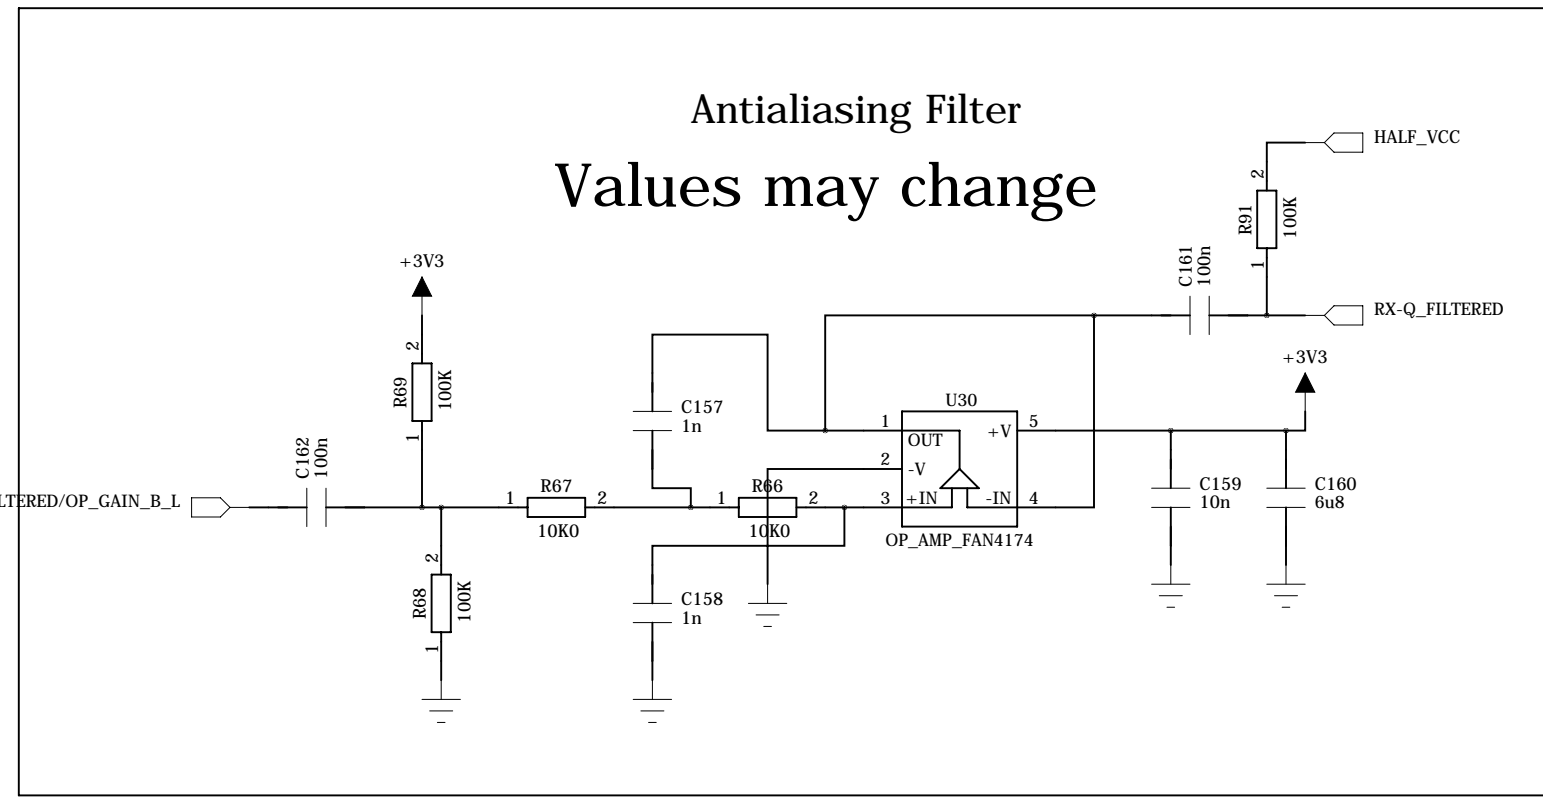 Antialiasing Filter
Values may change
HALF_VCC
2
R91
100K
1
C161
100n
RX-Q_FILTERED
+3V3
2
R69
100K
1
+3V3
C157
1n
U30
1
OUT
+V
5
2
-V
C162
100n
LTERED/OP_GAIN_B_L
1
R67
2
10K0
1
R66
2
10K0
3
+IN
-IN
4
OP_AMP_FAN4174
C159
10n
C160
6u8
2
R68
100K
1
C158
1n